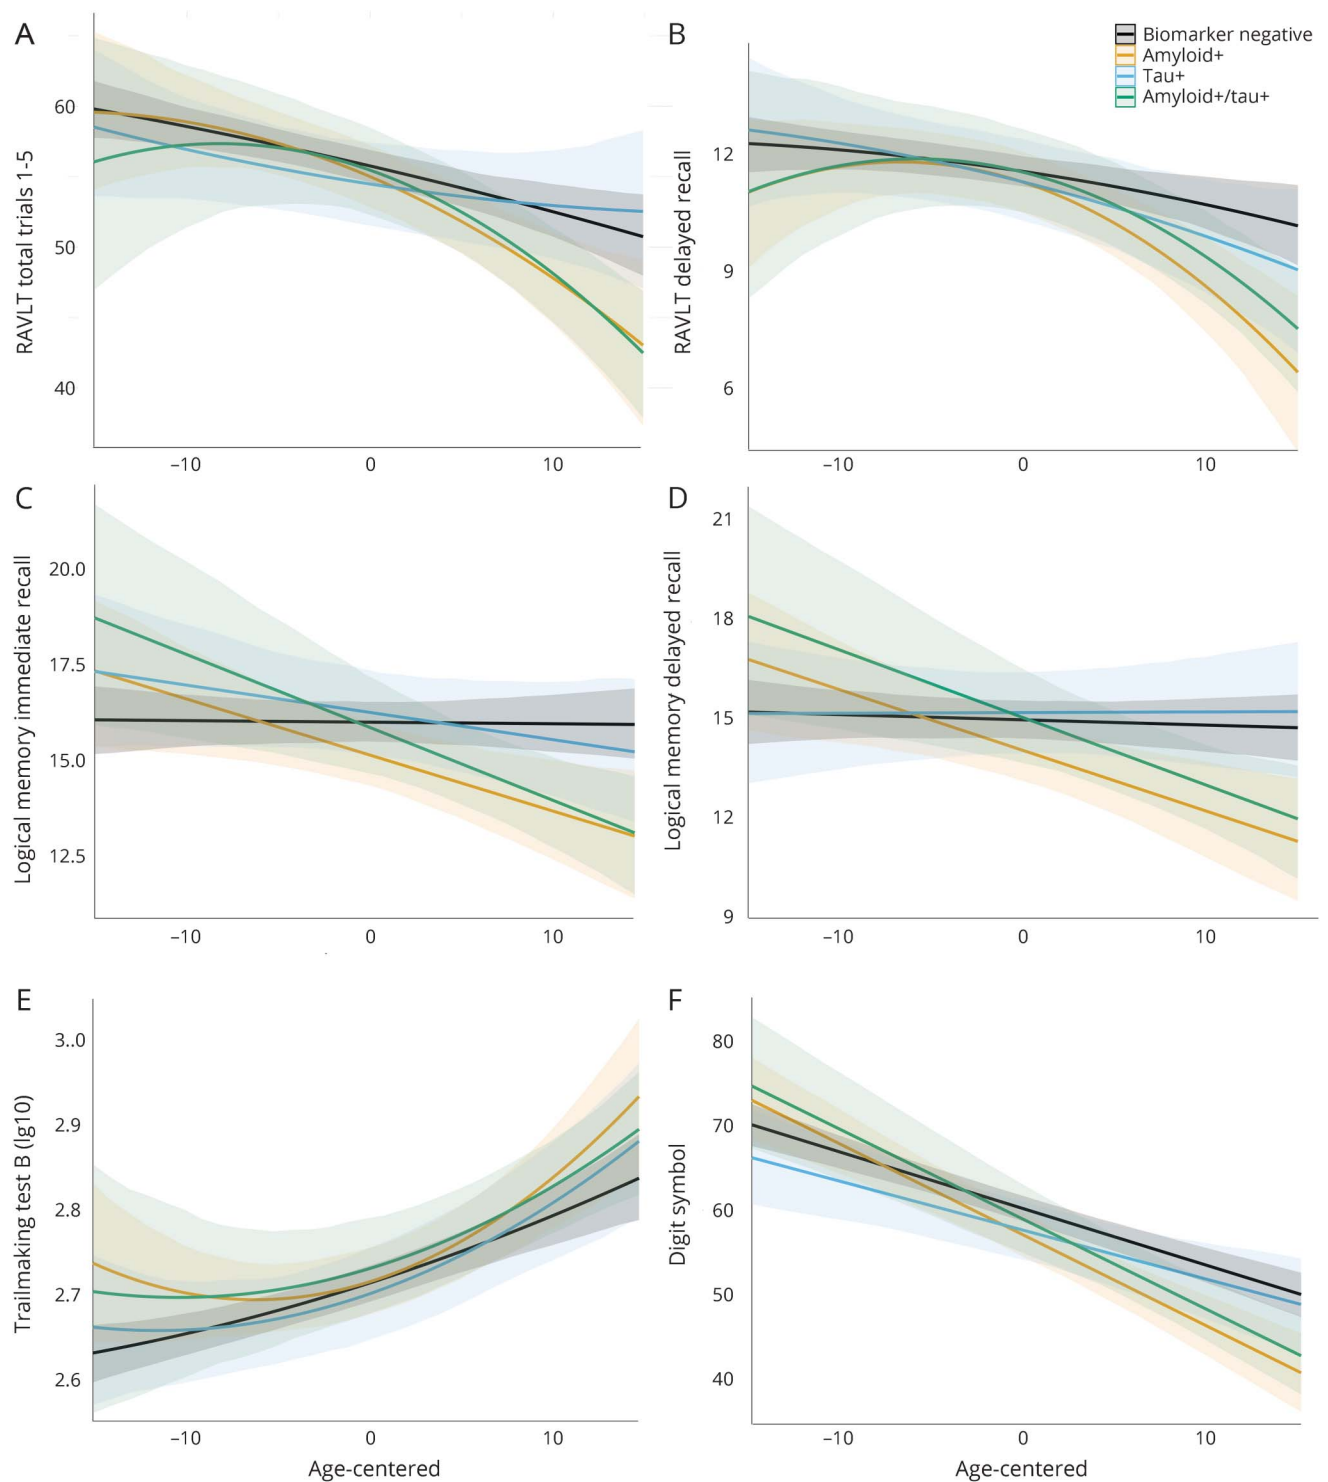 A
B
Biomarker negative
Amyloid+
Tau+
Amyloid+/tau+
RAVLT total trials 1-5
60
50
40
–10
0
10
RAVLT delayed recall
12
9
6
–10
0
10
C
D
Logical memory immediate recall
20.0
17.5
15.0
12.5
–10
0
10
Logical memory delayed recall
21
18
15
12
9
–10
0
10
E
F
Trailmaking test B (lg10)
3..0
2.9
2.8
2.7
2.6
–10
0
10
Age-centered
Digit symbol
80
70
60
50
40
–10
0
10
Age-centered